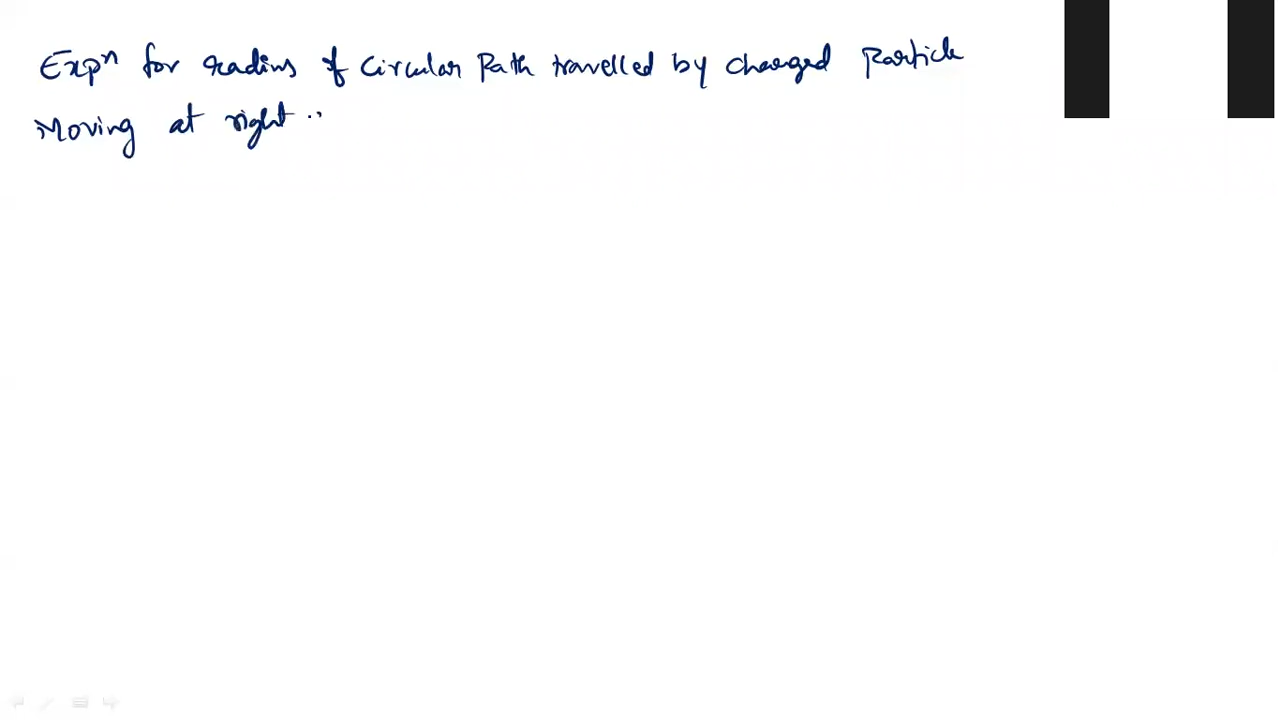 Expⁿ for radius of circular Path travelled by charged Particle
Moving at right